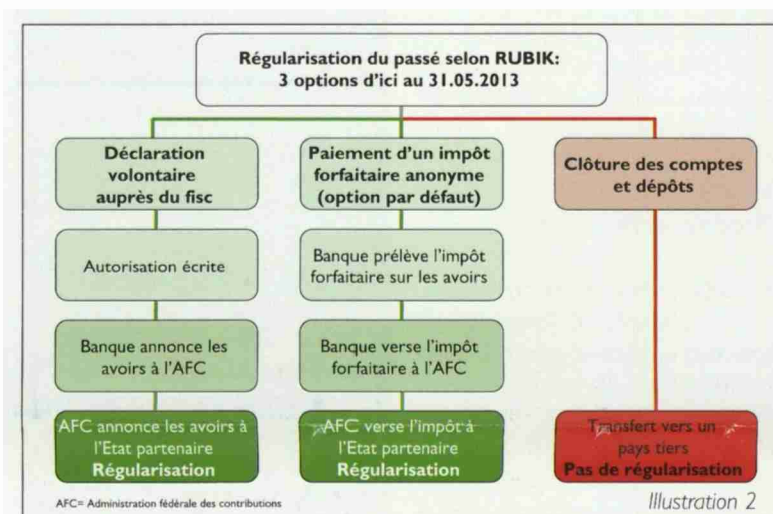 Régularisation du passé selon RUBIK:
3 options d'ici au 31.05.2013
Déclaration
volontaire
auprès du fisc
Autorisation écrite
Banque annonce les
avoirs à l'AFC
AFC annonce les avoirs à
l'Etat partenaire
Régularisation
Paiement d'un impôt
forfaitaire anonyme
(option par défaut)
Banque prélève l'impôt
forfaitaire sur les avoirs
Banque verse l'impôt
forfaitaire à l'AFC
AFC verse l'impôt à
l'Etat partenaire
Régularisation
Clôture des comptes
et dépôts
Transfert vers un
pays tiers
Pas de régularisation
AFC= Administration fédérale des contributions
Illustration 2